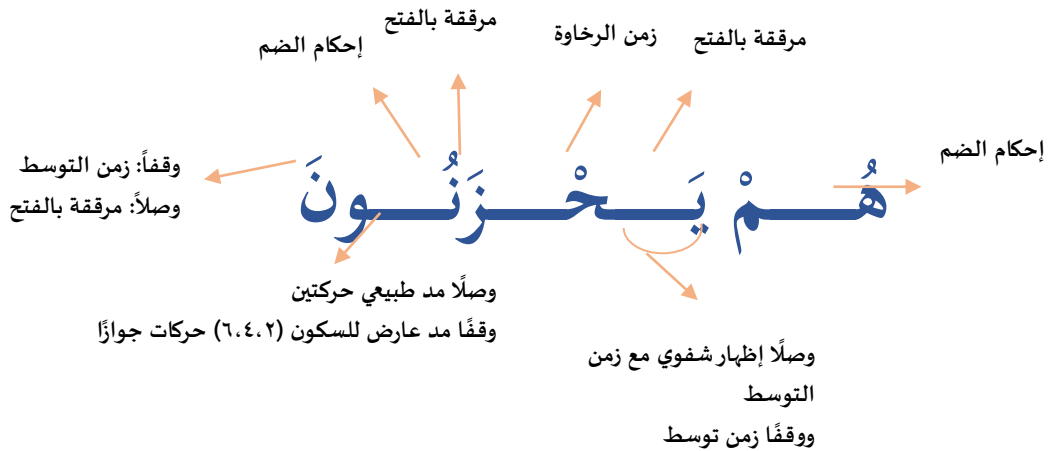 مرققة بالفتح
إحكام الضم
زمن الرخاوة
مرققة بالفتح
إحكام الضم
هُمْ يَحْزَنُونَ
وقفاً: زمن التوسط
وصلاً: مرققة بالفتح
وصلًا مد طبيعي حركتين
وقفًا مد عارض للسكون (٦،٤،٢) حركات جوازًا
وصلًا إظهار شفوي مع زمن
التوسط
ووقفًا زمن توسط